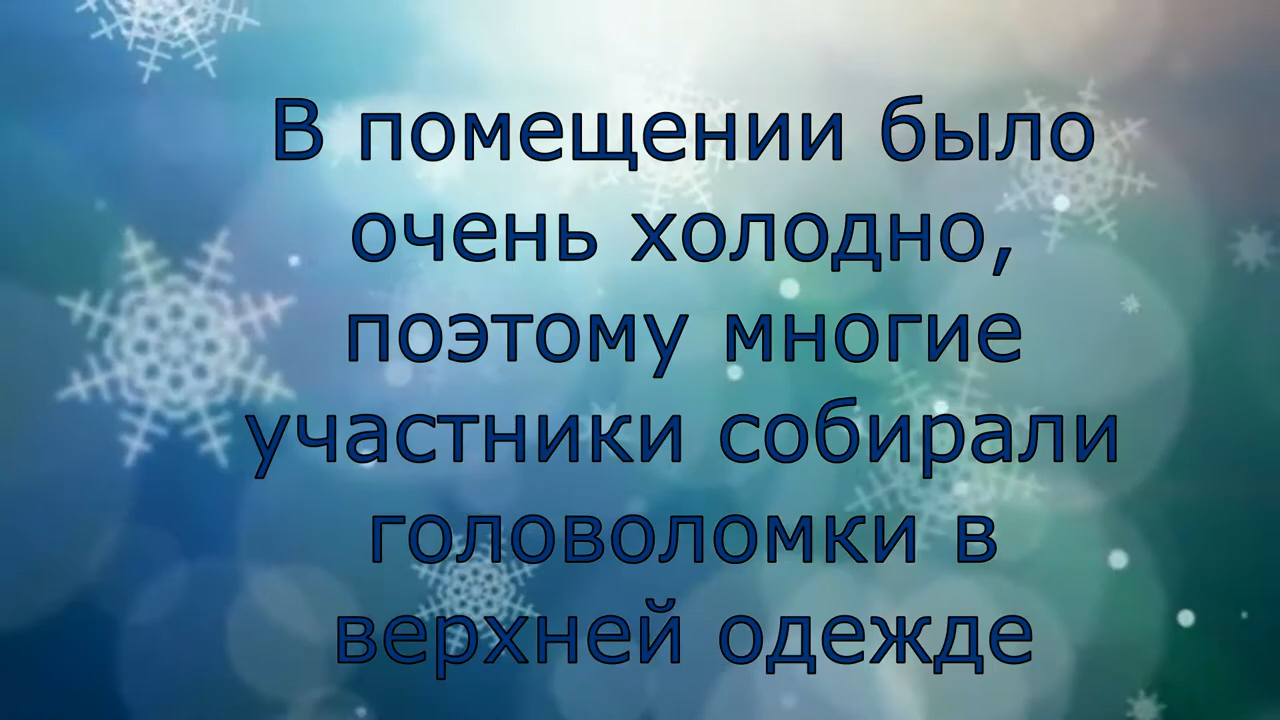 В помещении было
очень холодно,
поэтому многие
участники собирали
головоломки в
верхней одежде